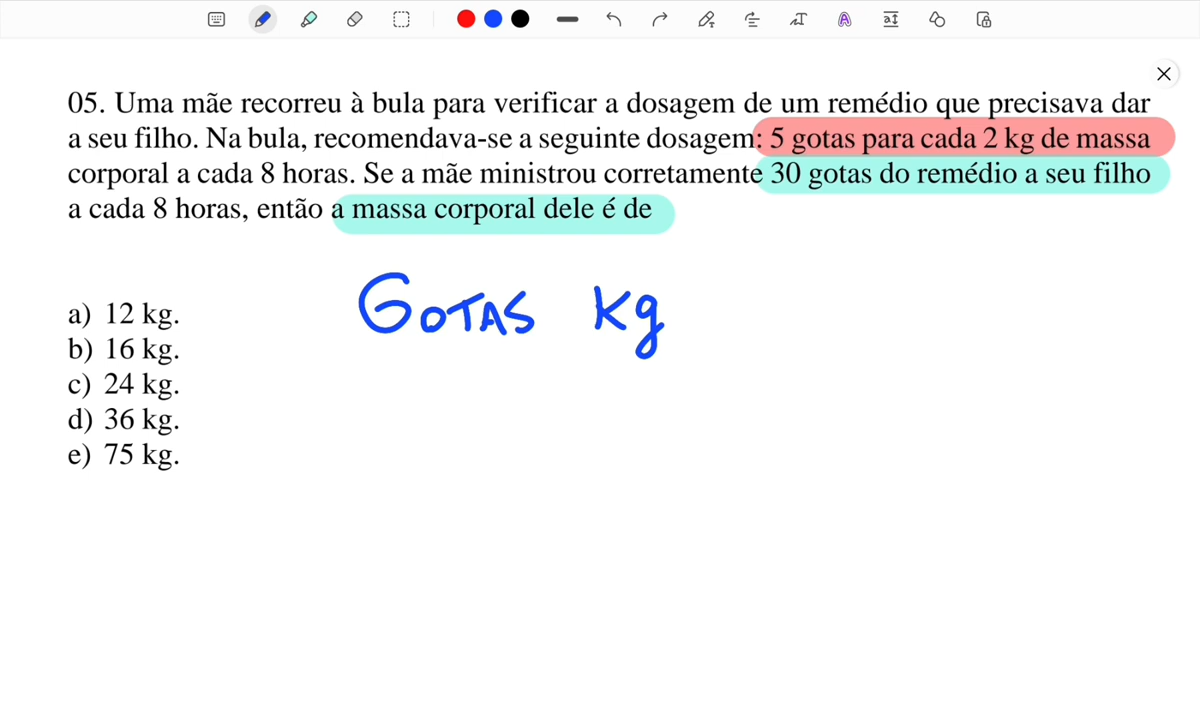 05. Uma mãe recorreu à bula para verificar a dosagem de um remédio que precisava dar
a seu filho. Na bula, recomendava-se a seguinte dosagem: 5 gotas para cada 2 kg de massa
corporal a cada 8 horas. Se a mãe ministrou corretamente 30 gotas do remédio a seu filho
a cada 8 horas, então a massa corporal dele é de
GOTAS kg
a) 12 kg.
b) 16 kg.
c) 24 kg.
d) 36 kg.
e) 75 kg.